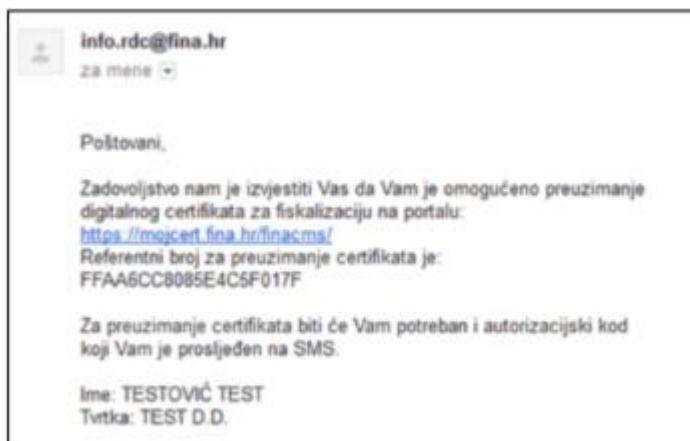 info.rdc@fina.hr
za mene
Poštovani,
Zadovoljstvo nam je izvjestiti Vas da Vam je omogućeno preuzimanje
digitalnog certifikata za fiskalizaciju na portalu:
https://mojcert.fina.hr/finacms/
Referentni broj za preuzimanje certifikata je:
FFAA6CC8085E4C5F017F
Za preuzimanje certifikata biti će Vam potreban i autorizacijski kod
koji Vam je prosljeđen na SMS.
Ime: TESTOVIĆ TEST
Tvrtka: TEST D.D.